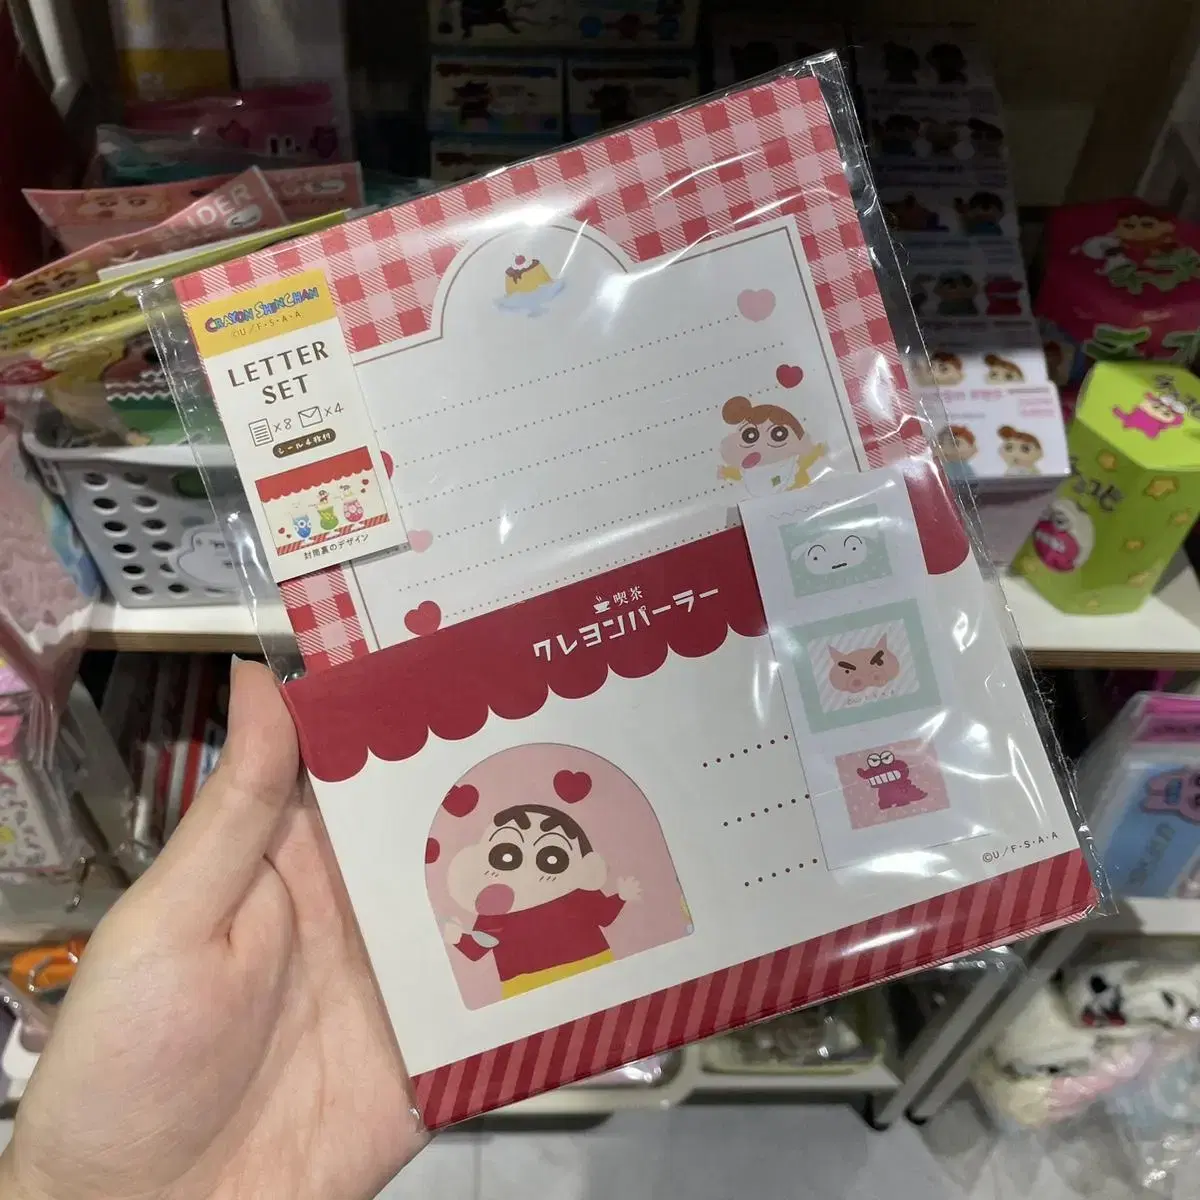 CRAYON SHINCHAN
©U/F・S・A・A
LETTER
SET
×8 ×4
シール4枚付
封筒裏のデザイン
喫茶
クレヨンパーラー
©U/F・S・A・A